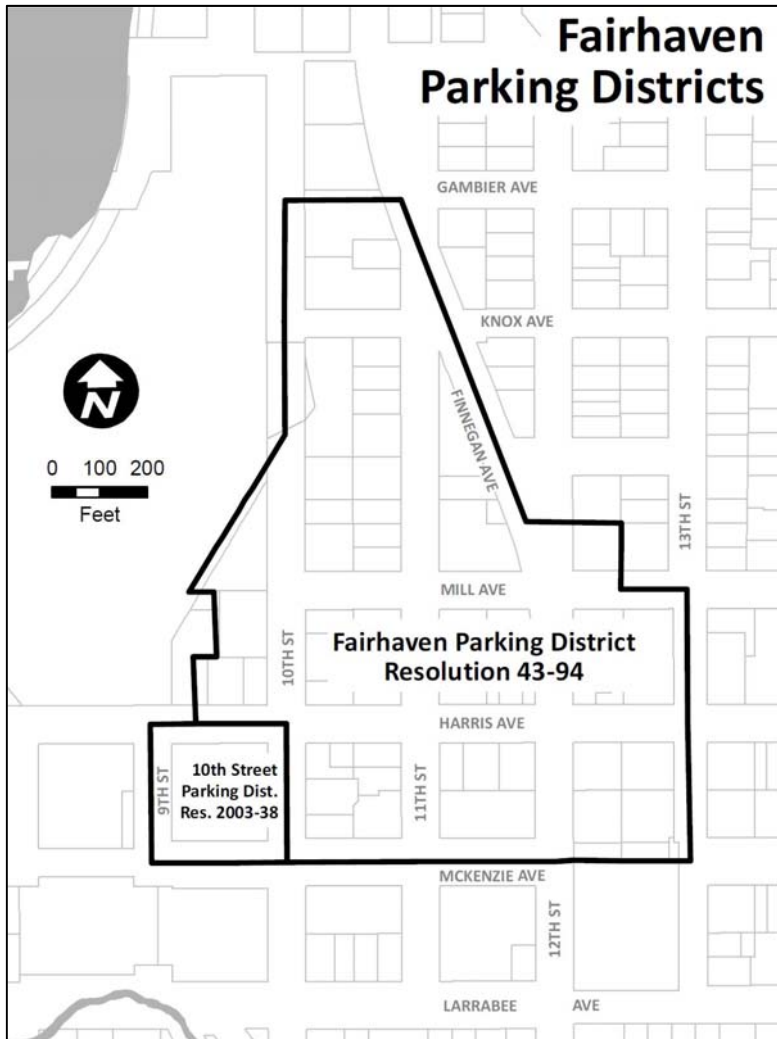 Fairhaven
Parking Districts
GAMBIER AVE
KNOX AVE
N
0 100 200
Feet
FINNEGAN AVE
13TH ST
MILL AVE
Fairhaven Parking District
Resolution 43-94
10TH ST
HARRIS AVE
9TH ST
10th Street
Parking Dist.
Res. 2003-38
11TH ST
MCKENZIE AVE
12TH ST
LARRABEE AVE